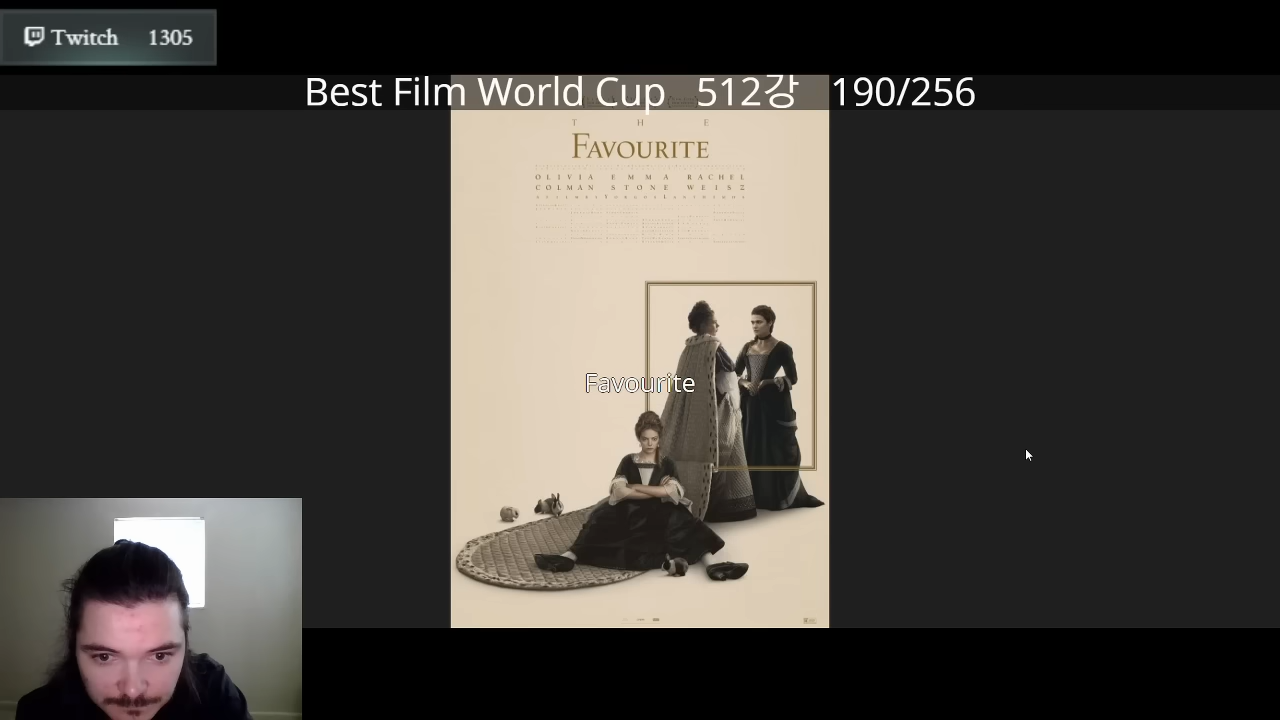 Twitch 1305
Best Film World Cup 512강 190/256
T H E
FAVOURITE
OLIVIA EMMA RACHEL
COLMAN STONE WEISZ
Favourite